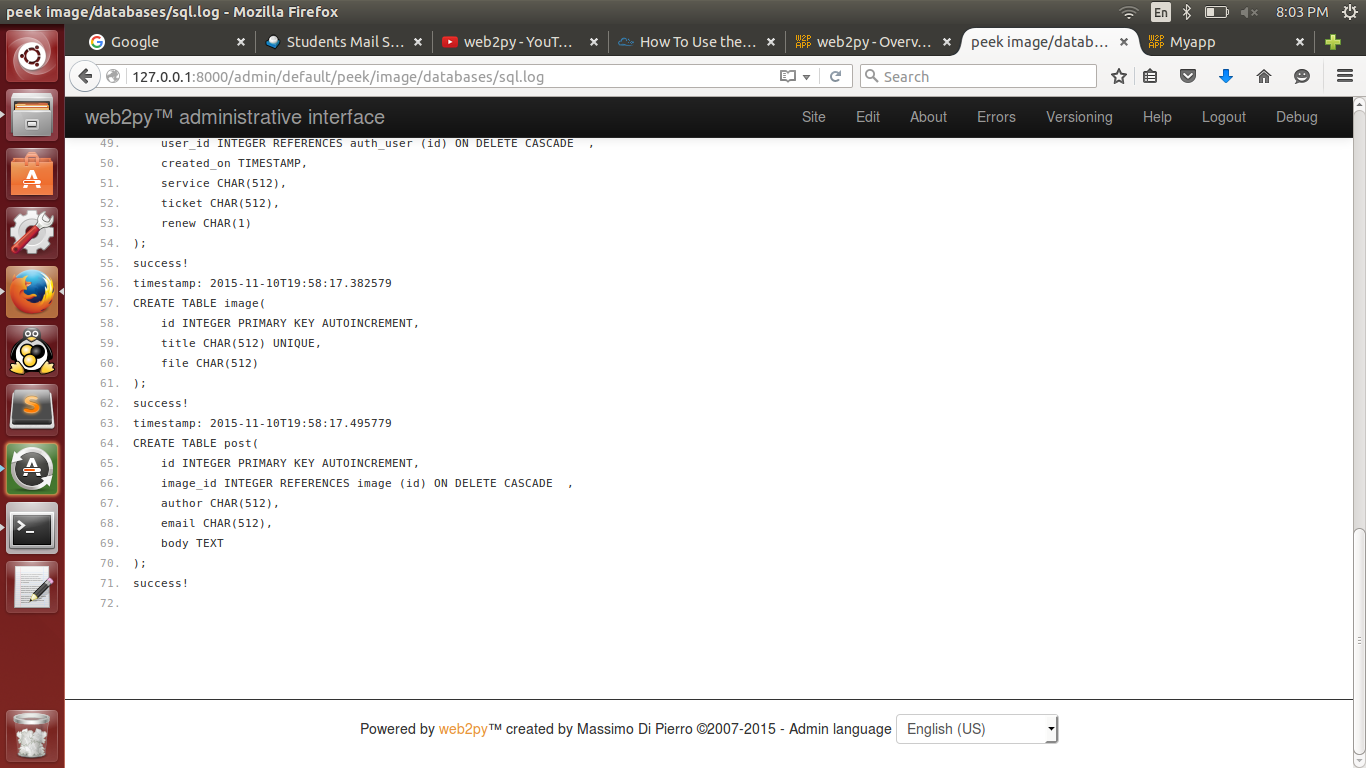 peek image/databases/sql.log - Mozilla Firefox
En
8:03 PM
Google
Students Mail S...
web2py - YouT...
How To Use the...
web2py - Overv...
peek image/datab...
Myapp
127.0.0.1:8000/admin/default/peek/image/databases/sql.log
Search
web2py™ administrative interface
Site
Edit
About
Errors
Versioning
Help
Logout
Debug
49. user_id INTEGER REFERENCES auth_user (id) ON DELETE CASCADE ,
50. created_on TIMESTAMP,
51. service CHAR(512),
52. ticket CHAR(512),
53. renew CHAR(1)
54. );
55. success!
56. timestamp: 2015-11-10T19:58:17.382579
57. CREATE TABLE image(
58. id INTEGER PRIMARY KEY AUTOINCREMENT,
59. title CHAR(512) UNIQUE,
60. file CHAR(512)
61. );
62. success!
63. timestamp: 2015-11-10T19:58:17.495779
64. CREATE TABLE post(
65. id INTEGER PRIMARY KEY AUTOINCREMENT,
66. image_id INTEGER REFERENCES image (id) ON DELETE CASCADE ,
67. author CHAR(512),
68. email CHAR(512),
69. body TEXT
70. );
71. success!
72.
Powered by web2py™ created by Massimo Di Pierro ©2007-2015 - Admin language English (US)